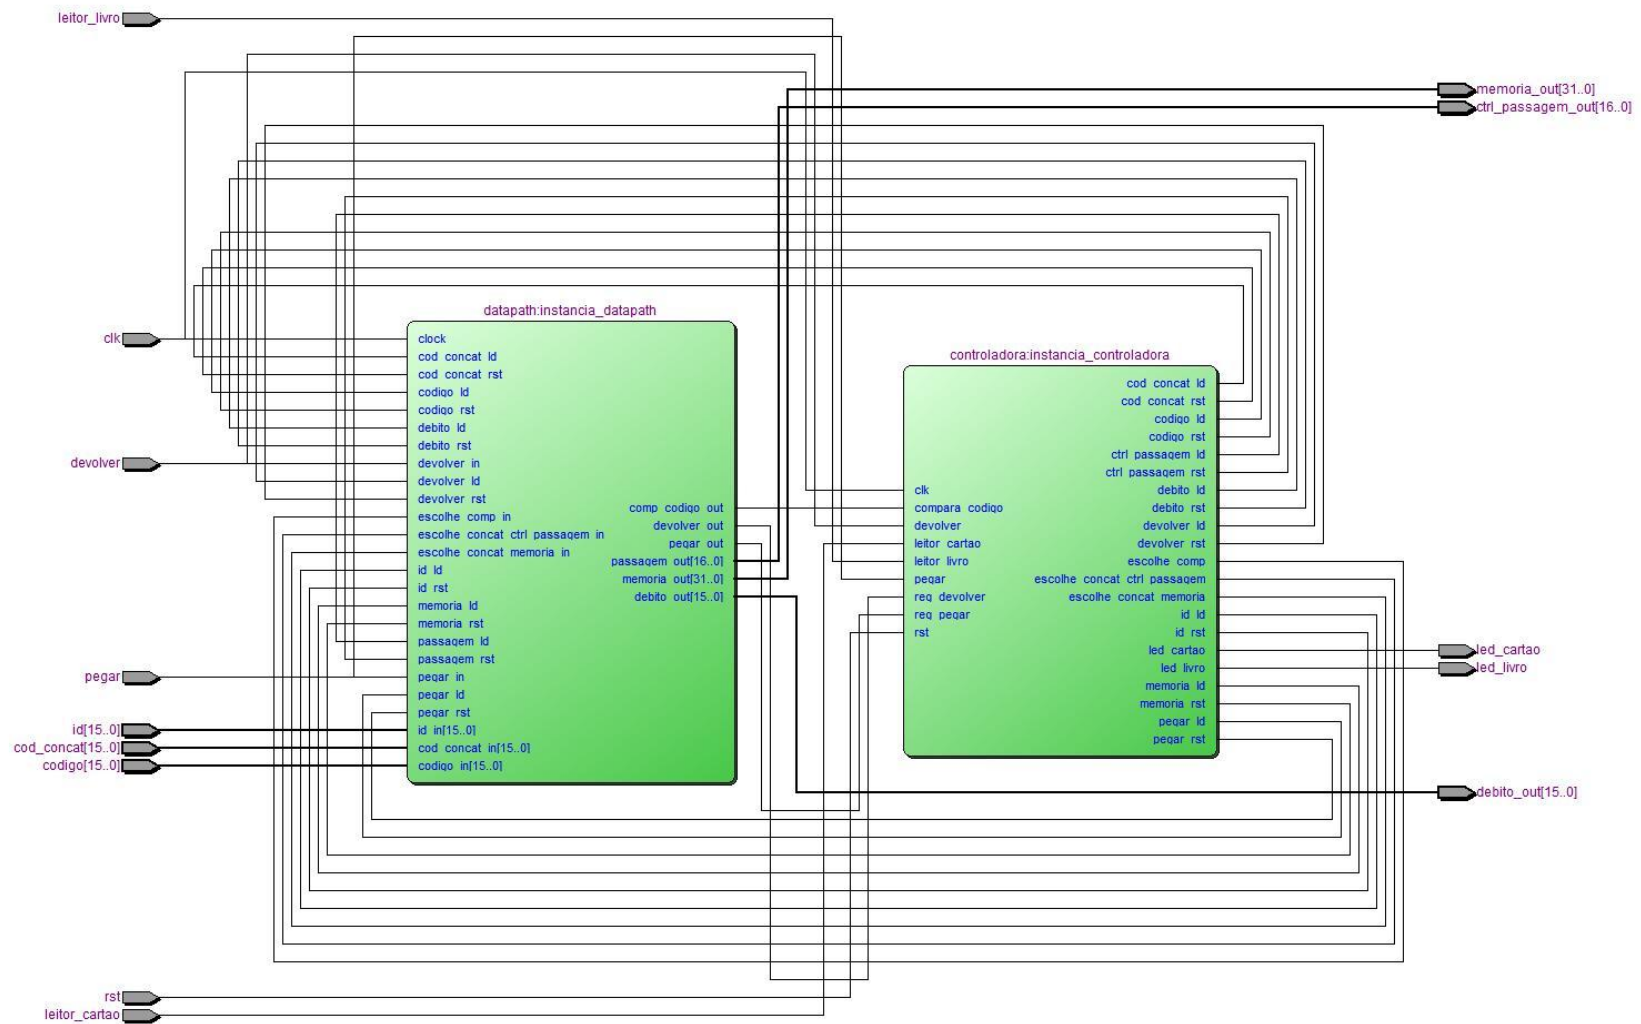 leitor_livro
memoria_out[31..0]
ctrl_passagem_out[16..0]
datapath:instancia_datapath
clk
clock
cod concat ld
cod concat rst
codigo ld
codigo rst
debito ld
debito rst
devolver
devolver in
devolver ld
devolver rst
escolhe comp in
escolhe concat ctrl passagem in
escolhe concat memoria in
id ld
id rst
memoria ld
memoria rst
passagem ld
passagem rst
pegar
pegar in
pegar ld
pegar rst
id[15..0]
id in[15..0]
cod_concat[15..0]
cod concat in[15..0]
codigo[15..0]
codigo in[15..0]
comp codigo out
devolver out
pegar out
passagem out[16..0]
memoria out[31..0]
debito out[15..0]
controladora:instancia_controladora
clk
compara codigo
devolver
leitor cartao
leitor livro
pegar
reg devolver
reg pegar
rst
cod concat ld
cod concat rst
codigo ld
codigo rst
ctrl passagem ld
ctrl passagem rst
debito ld
debito rst
devolver ld
devolver rst
escolhe comp
escolhe concat ctrl passagem
escolhe concat memoria
id ld
id rst
led cartao
led livro
memoria ld
memoria rst
pegar ld
pegar rst
led_cartao
led_livro
debito_out[15..0]
rst
leitor_cartao